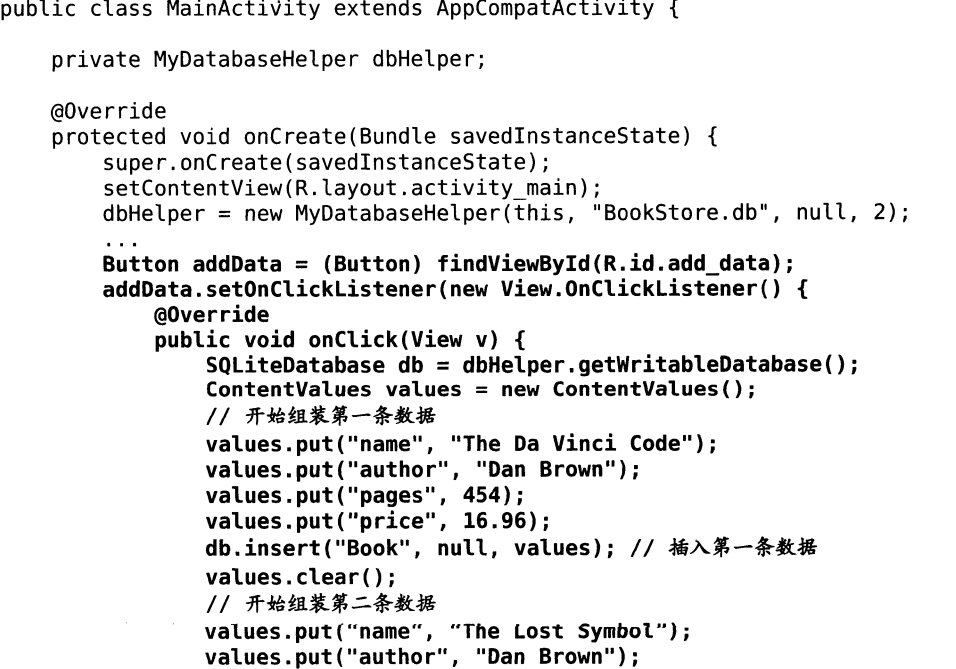 public class MainActivity extends AppCompatActivity {
private MyDatabaseHelper dbHelper;
@Override
protected void onCreate(Bundle savedInstanceState) {
super.onCreate(savedInstanceState);
setContentView(R.layout.activity_main);
dbHelper = new MyDatabaseHelper(this, "BookStore.db", null, 2);
...
Button addData = (Button) findViewById(R.id.add_data);
addData.setOnClickListener(new View.OnClickListener() {
@Override
public void onClick(View v) {
SQLiteDatabase db = dbHelper.getWritableDatabase();
ContentValues values = new ContentValues();
// 开始组装第一条数据
values.put("name", "The Da Vinci Code");
values.put("author", "Dan Brown");
values.put("pages", 454);
values.put("price", 16.96);
db.insert("Book", null, values); // 插入第一条数据
values.clear();
// 开始组装第二条数据
values.put("name", "The Lost Symbol");
values.put("author", "Dan Brown");